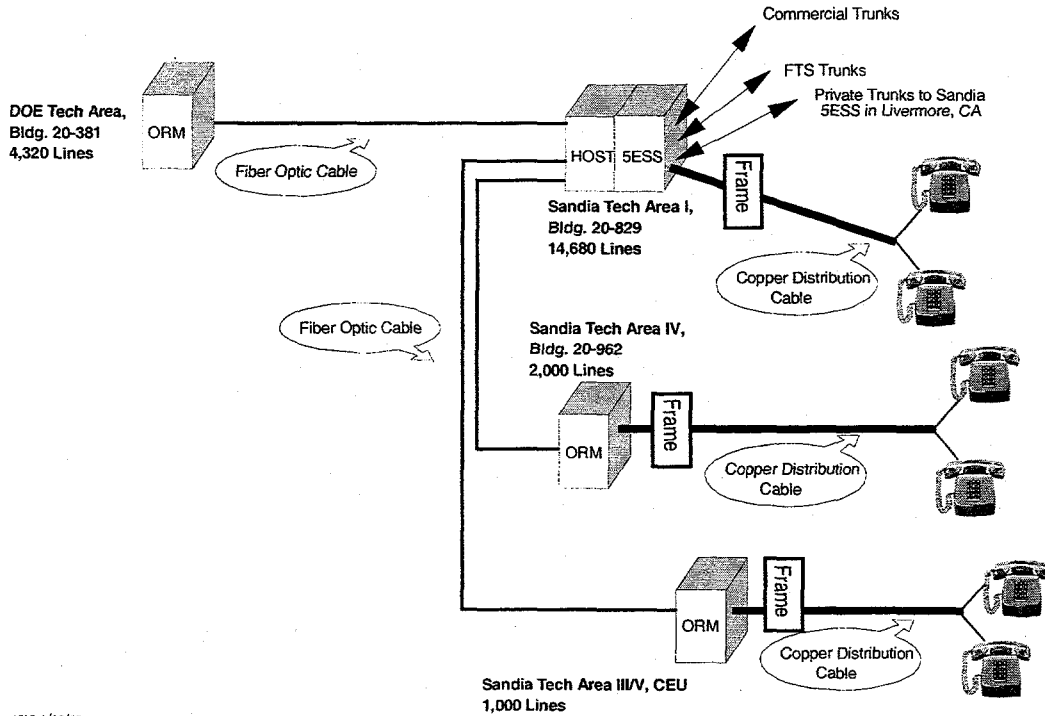 Commercial Trunks
FTS Trunks
Private Trunks to Sandia
5ESS in Livermore, CA
DOE Tech Area,
Bldg. 20-381
4,320 Lines
ORM
Fiber Optic Cable
HOST 5ESS
Sandia Tech Area I,
Bldg. 20-829
14,680 Lines
Frame
Copper Distribution
Cable
Fiber Optic Cable
Sandia Tech Area IV,
Bldg. 20-962
2,000 Lines
ORM
Frame
Copper Distribution
Cable
ORM
Frame
Copper Distribution
Cable
Sandia Tech Area III/V, CEU
1,000 Lines